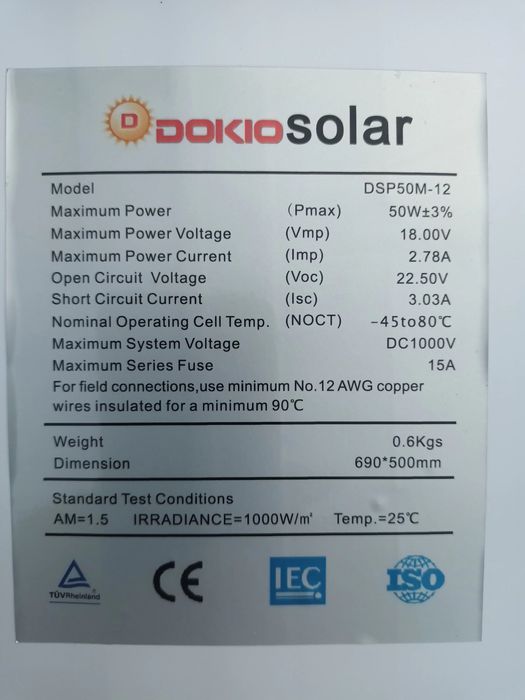 D DOKIO solar
Model DSP50M-12
Maximum Power (Pmax) 50W±3%
Maximum Power Voltage (Vmp) 18.00V
Maximum Power Current (Imp) 2.78A
Open Circuit Voltage (Voc) 22.50V
Short Circuit Current (Isc) 3.03A
Nominal Operating Cell Temp. (NOCT) -45to80℃
Maximum System Voltage DC1000V
Maximum Series Fuse 15A
For field connections,use minimum No.12 AWG copper
wires insulated for a minimum 90℃
Weight 0.6Kgs
Dimension 690*500mm
Standard Test Conditions
AM=1.5 IRRADIANCE=1000W/㎡ Temp.=25℃
TÜVRheinland CE IEC ISO